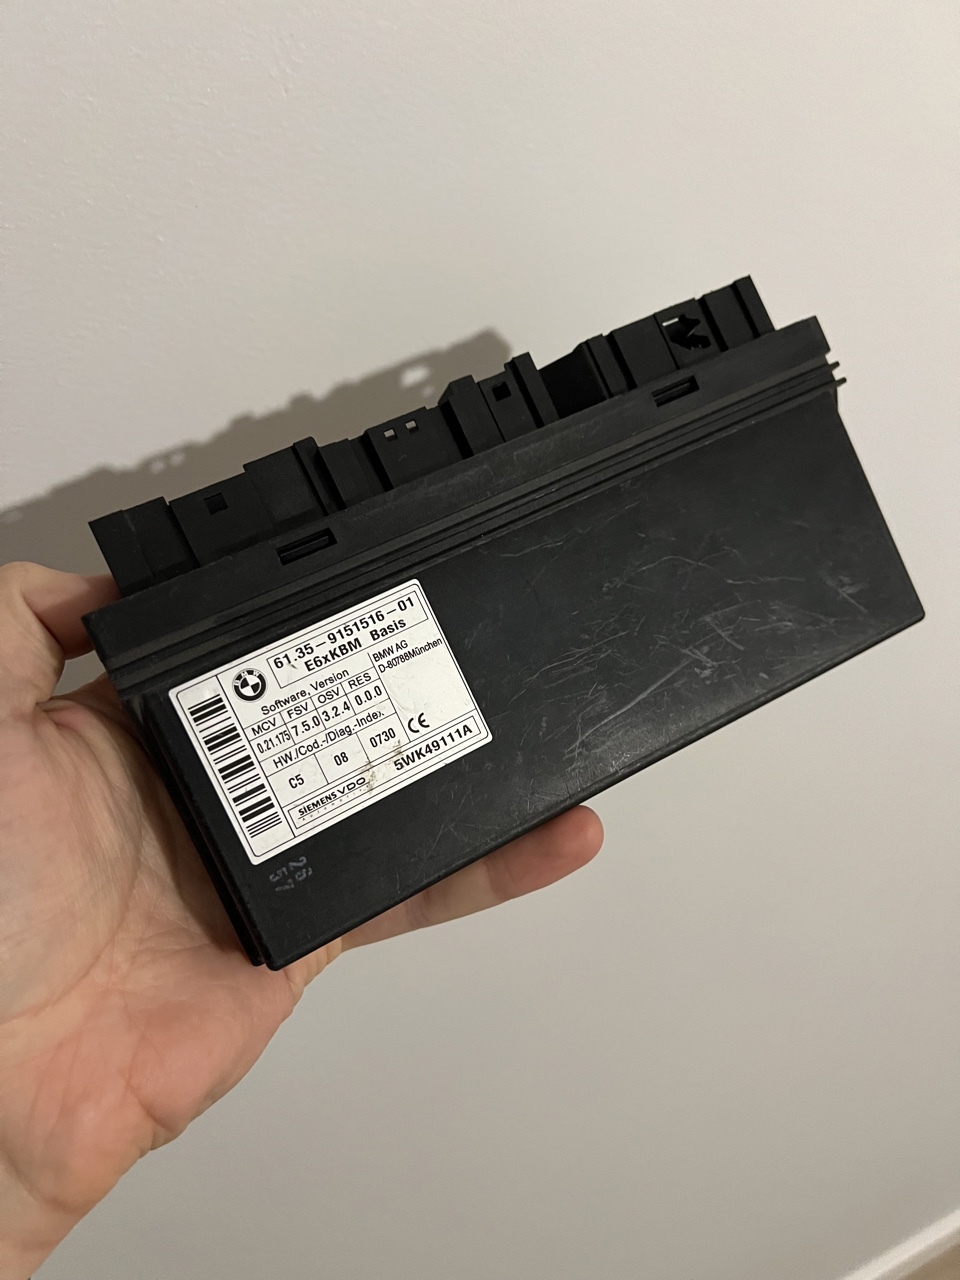 BMW
61.35-9151516-01
E6xKBM Basis
Software, Version
MCV FSV OSV RES
0.21.175 7.5.0 3.2.4 0.0.0
HW./Cod.-/Diag.-Index.
C5 08 0730
BMW AG
D-80788München
CE
SIEMENS VDO
5WK49111A